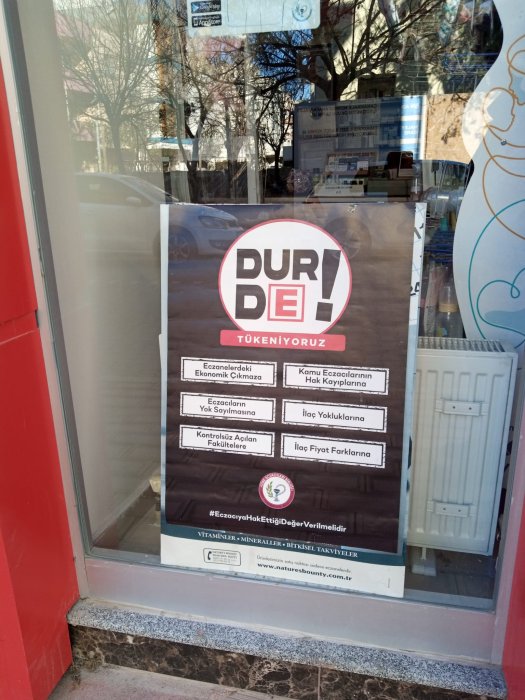 DUR
DE!
TÜKENİYORUZ
Eczanelerdeki
Ekonomik Çıkmaza
Kamu Eczacılarının
Hak Kayıplarına
Eczacıların
Yok Sayılmasına
İlaç Yokluklarına
Kontrolsüz Açılan
Fakültelere
İlaç Fiyat Farklarına
#EczacıyaHakEttiğiDeğerVerilmelidir
VİTAMİNLER • MİNERALLER • BİTKİSEL TAKVİYELER
www.naturesbounty.com.tr